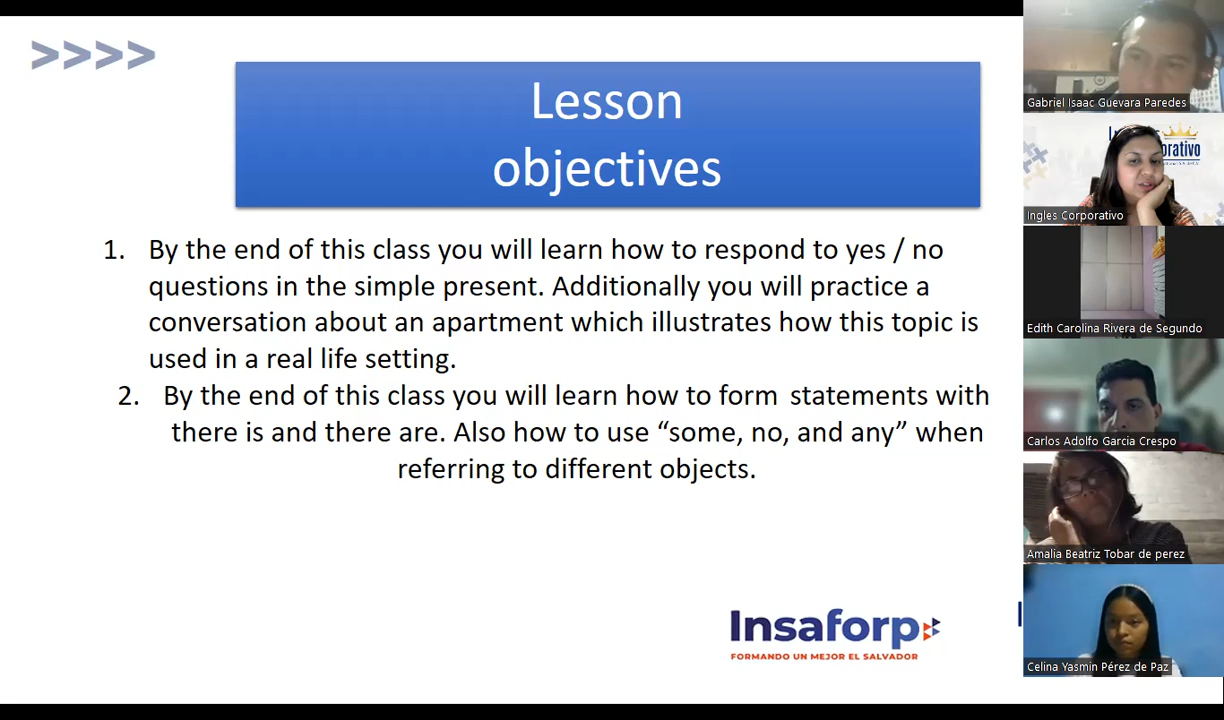 >>>>
Lesson
objectives
1. By the end of this class you will learn how to respond to yes / no
questions in the simple present. Additionally you will practice a
conversation about an apartment which illustrates how this topic is
used in a real life setting.
2. By the end of this class you will learn how to form statements with
there is and there are. Also how to use “some, no, and any” when
referring to different objects.
Insaforp
FORMANDO UN MEJOR EL SALVADOR
Gabriel Isaac Guevara Paredes
Ingles Corporativo
Edith Carolina Rivera de Segundo
Carlos Adolfo Garcia Crespo
Amalia Beatriz Tobar de perez
Celina Yasmin Pérez de Paz